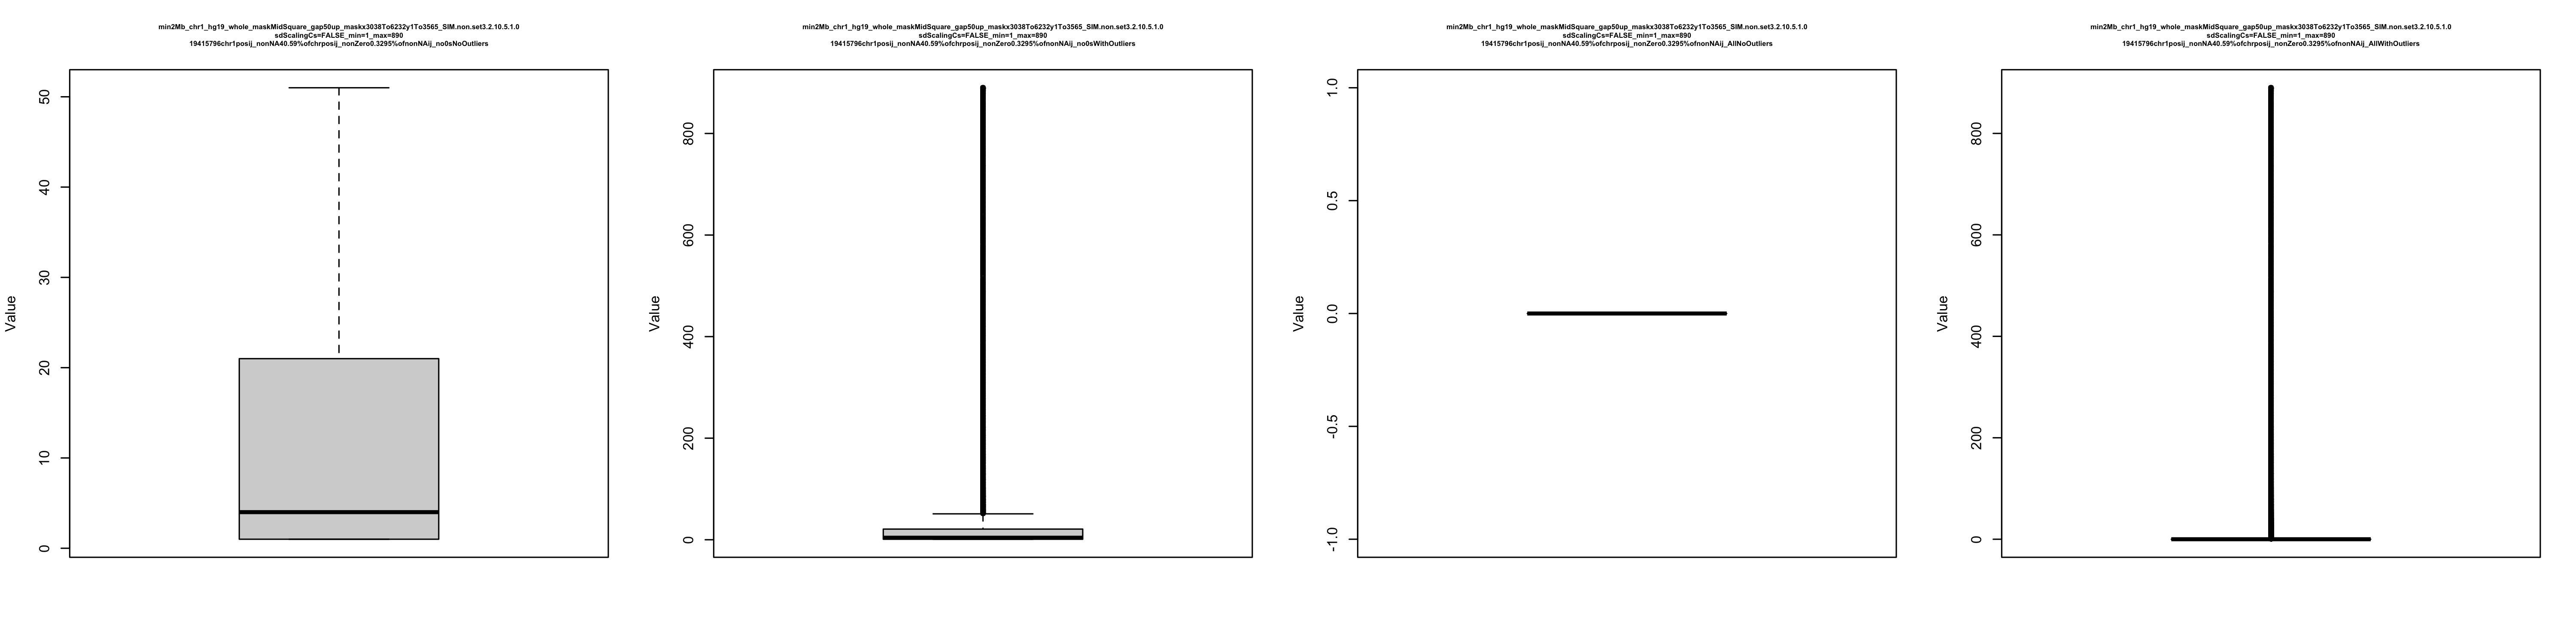 min2Mb_chr1_hg19_whole_maskMidSquare_gap50up_maskx3038To6232y1To3565_SIM.non.set3.2.10.5.1.0
sdScalingCs=FALSE_min=1_max=890
19415796chr1posij_nonNA40.59%ofchrposij_nonZero0.3295%ofnonNAij_no0sNoOutliers
50
40
30
20
10
0
Value
min2Mb_chr1_hg19_whole_maskMidSquare_gap50up_maskx3038To6232y1To3565_SIM.non.set3.2.10.5.1.0
sdScalingCs=FALSE_min=1_max=890
19415796chr1posij_nonNA40.59%ofchrposij_nonZero0.3295%ofnonNAij_no0sWithOutliers
800
600
400
200
0
Value
min2Mb_chr1_hg19_whole_maskMidSquare_gap50up_maskx3038To6232y1To3565_SIM.non.set3.2.10.5.1.0
sdScalingCs=FALSE_min=1_max=890
19415796chr1posij_nonNA40.59%ofchrposij_nonZero0.3295%ofnonNAij_AllNoOutliers
1.0
0.5
0.0
-0.5
-1.0
Value
min2Mb_chr1_hg19_whole_maskMidSquare_gap50up_maskx3038To6232y1To3565_SIM.non.set3.2.10.5.1.0
sdScalingCs=FALSE_min=1_max=890
19415796chr1posij_nonNA40.59%ofchrposij_nonZero0.3295%ofnonNAij_AllWithOutliers
800
600
400
200
0
Value